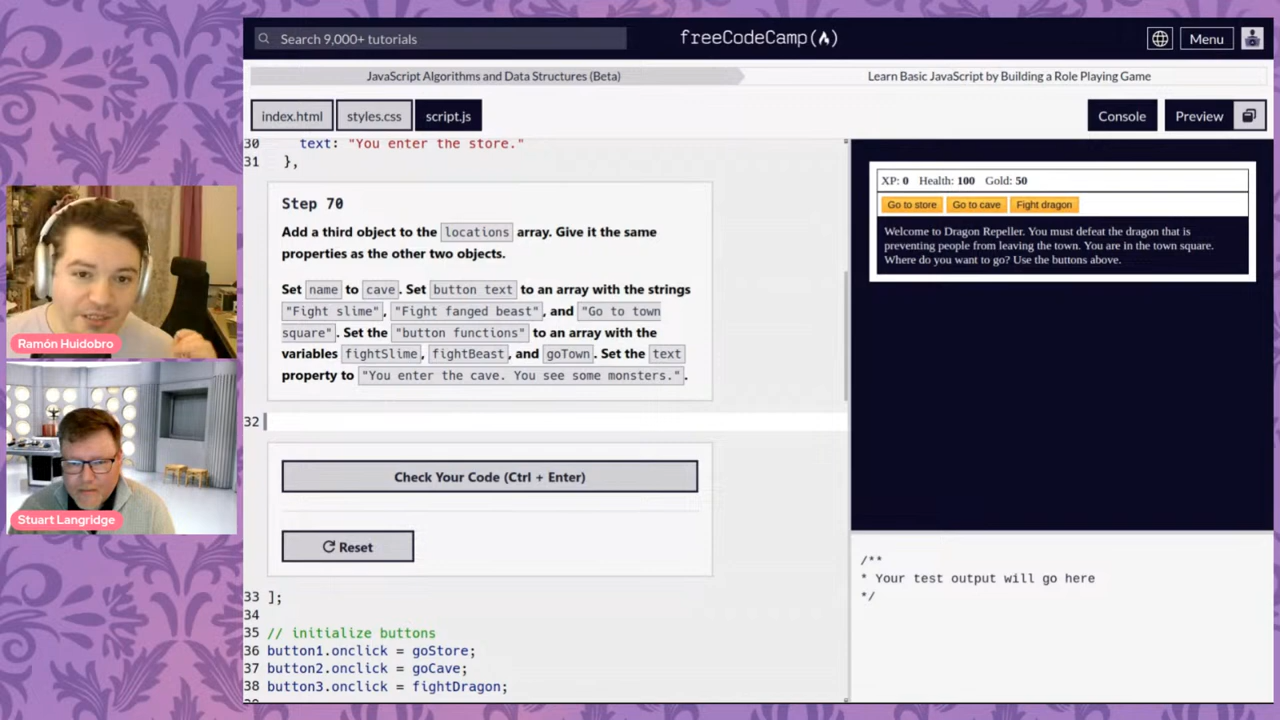 Search 9,000+ tutorials
freeCodeCamp
Menu
JavaScript Algorithms and Data Structures (Beta)
Learn Basic JavaScript by Building a Role Playing Game
index.html
styles.css
script.js
Console
Preview
30 text: "You enter the store."
31 },
Step 70
Add a third object to the locations array. Give it the same
properties as the other two objects.
Set name to cave. Set button text to an array with the strings
"Fight slime", "Fight fanged beast", and "Go to town
square". Set the "button functions" to an array with the
variables fightSlime, fightBeast, and goTown. Set the text
property to "You enter the cave. You see some monsters.".
32
Check Your Code (Ctrl + Enter)
Reset
33 ];
34
35 // initialize buttons
36 button1.onclick = goStore;
37 button2.onclick = goCave;
38 button3.onclick = fightDragon;
XP: 0 Health: 100 Gold: 50
Go to store
Go to cave
Fight dragon
Welcome to Dragon Repeller. You must defeat the dragon that is
preventing people from leaving the town. You are in the town square.
Where do you want to go? Use the buttons above.
/**
* Your test output will go here
*/
Ramón Huidobro
Stuart Langridge